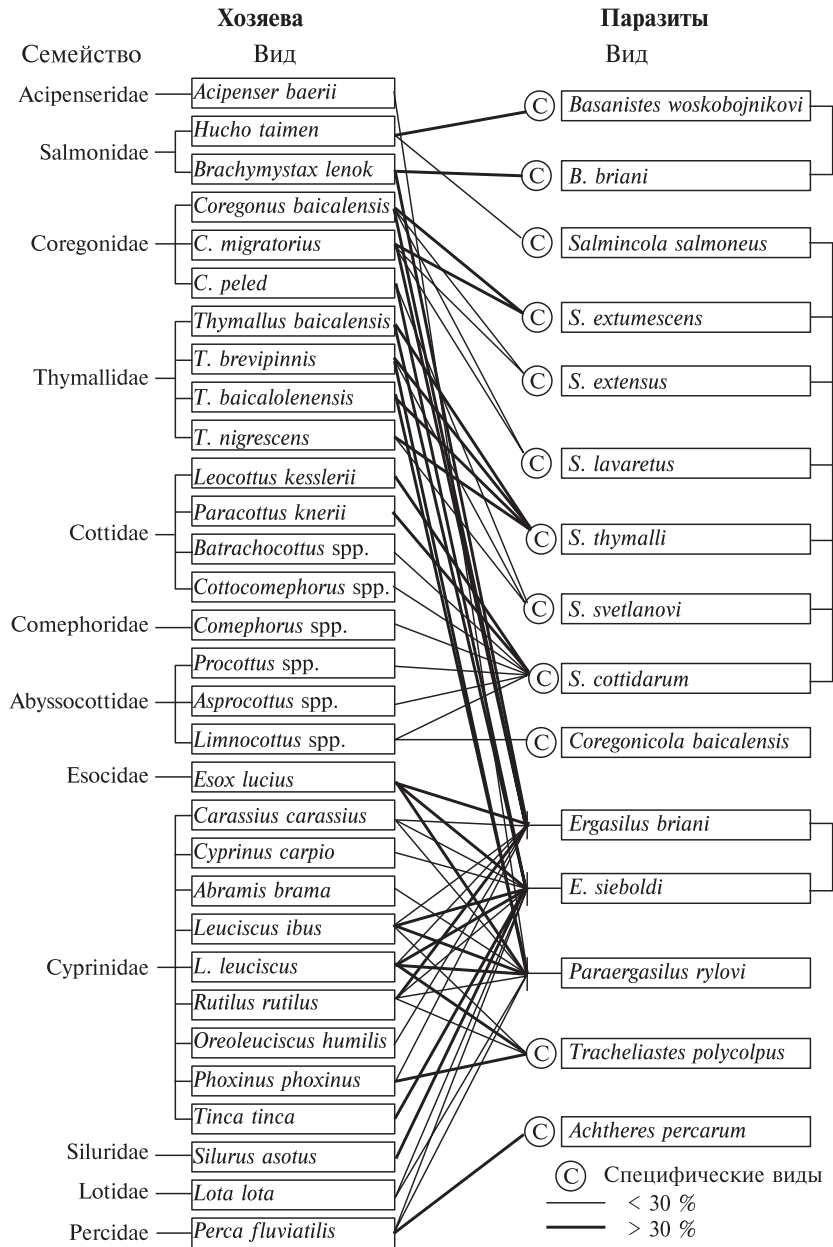 Хозяева
Паразиты
Семейство
Вид
Вид
Acipenseridae
Acipenser baerii
Salmonidae
Hucho taimen
Brachymystax lenok
Coregonidae
Coregonus baicalensis
C. migratorius
C. peled
Thymallidae
Thymallus baicalensis
T. brevipinnis
T. baicalolenensis
T. nigrescens
Cottidae
Leocottus kesslerii
Paracottus knerii
Batrachocottus spp.
Cottocomephorus spp.
Comephoridae
Comephorus spp.
Abyssocottidae
Procottus spp.
Asprocottus spp.
Limnocottus spp.
Esocidae
Esox lucius
Cyprinidae
Carassius carassius
Cyprinus carpio
Abramis brama
Leuciscus ibus
L. leuciscus
Rutilus rutilus
Oreoleuciscus humilis
Phoxinus phoxinus
Tinca tinca
Siluridae
Silurus asotus
Lotidae
Lota lota
Percidae
Perca fluviatilis
С Basanistes woskobojnikovi
С B. briani
С Salmincola salmoneus
С S. extumescens
С S. extensus
С S. lavaretus
С S. thymalli
С S. svetlanovi
С S. cottidarum
С Coregonicola baicalensis
Ergasilus briani
E. sieboldi
Paraergasilus rylovi
С Tracheliastes polycolpus
С Achtheres percarum
С Специфические виды
< 30 %
> 30 %